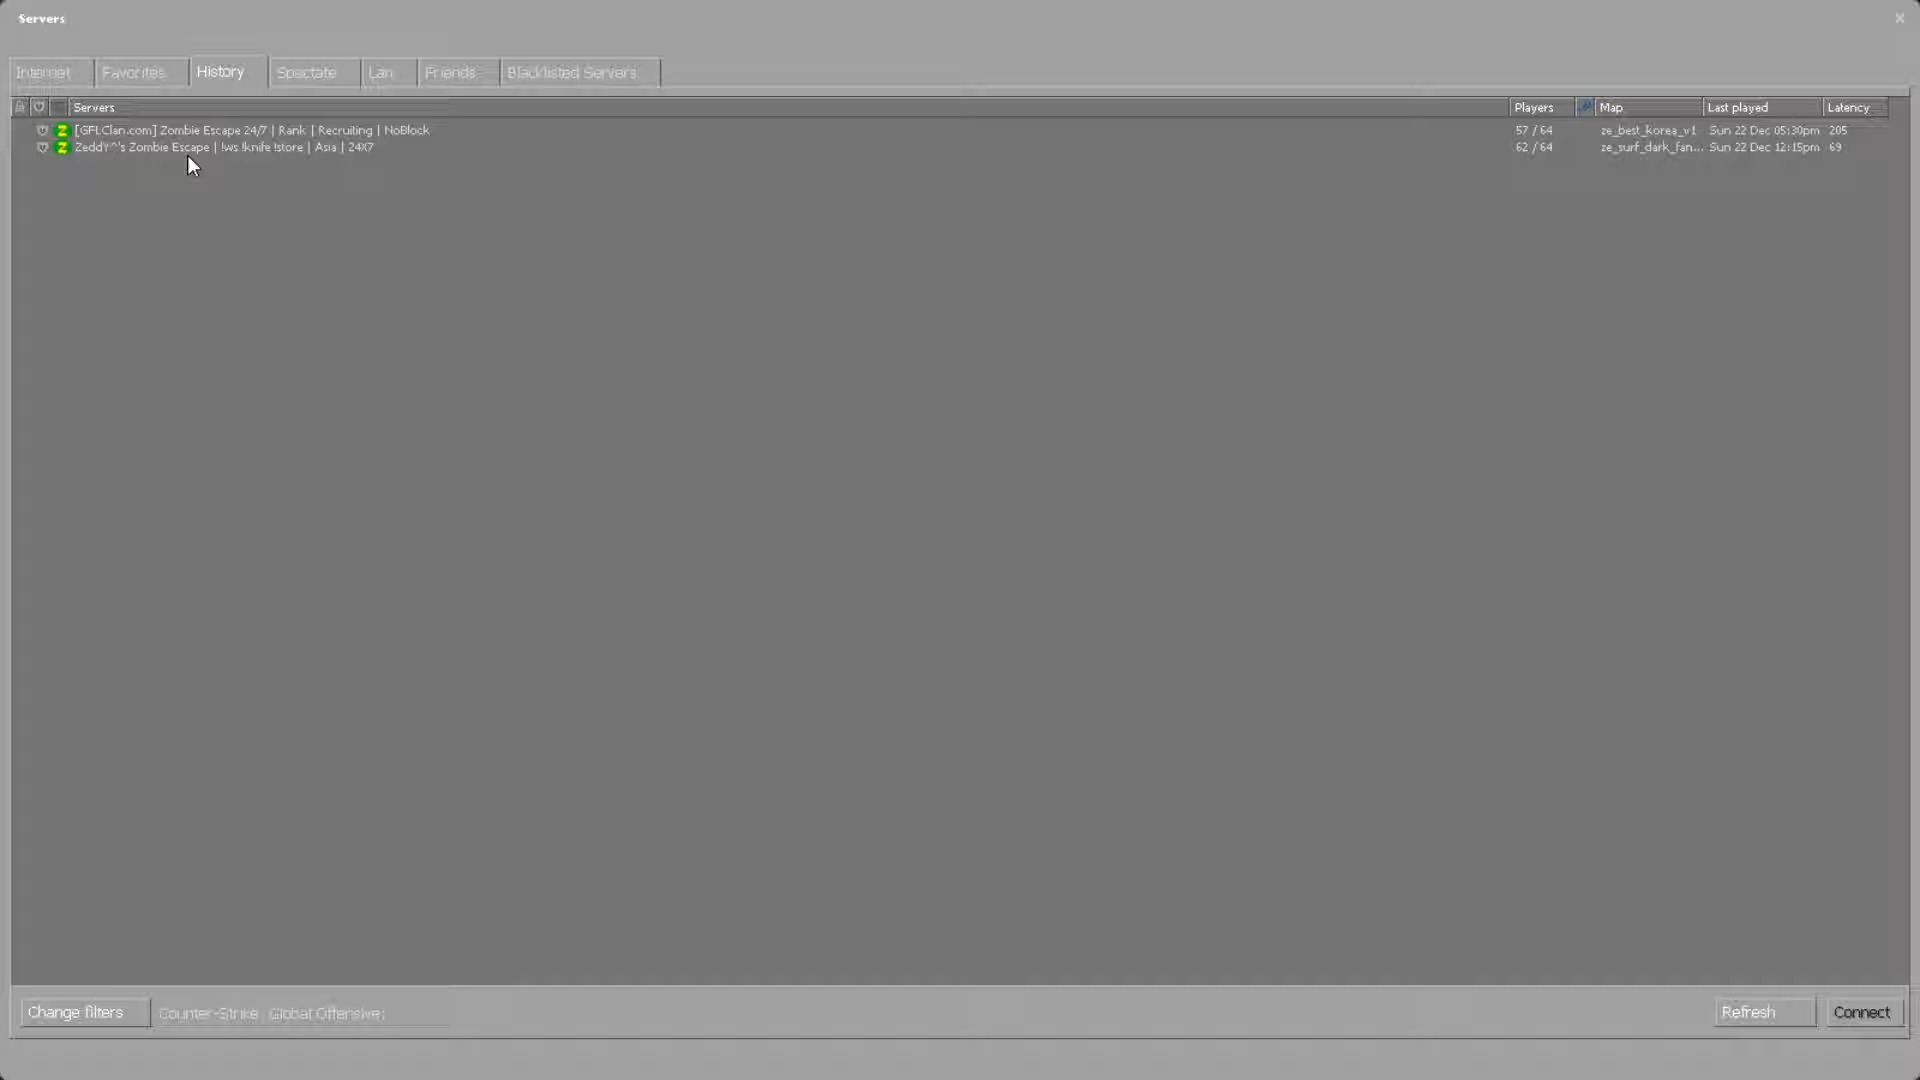 Servers
Internet Favorites History Spectate Lan Friends Blacklisted Servers
Servers Players Map Last played Latency
Z [GFLClan.com] Zombie Escape 24/7 | Rank | Recruiting | NoBlock 57 / 64 ze_best_korea_v1 Sun 22 Dec 05:30pm 205
Z ZeddY^'s Zombie Escape | !ws !knife !store | Asia | 24X7 62 / 64 ze_surf_dark_fan... Sun 22 Dec 12:15pm 69
Change filters Counter-Strike: Global Offensive; Refresh Connect